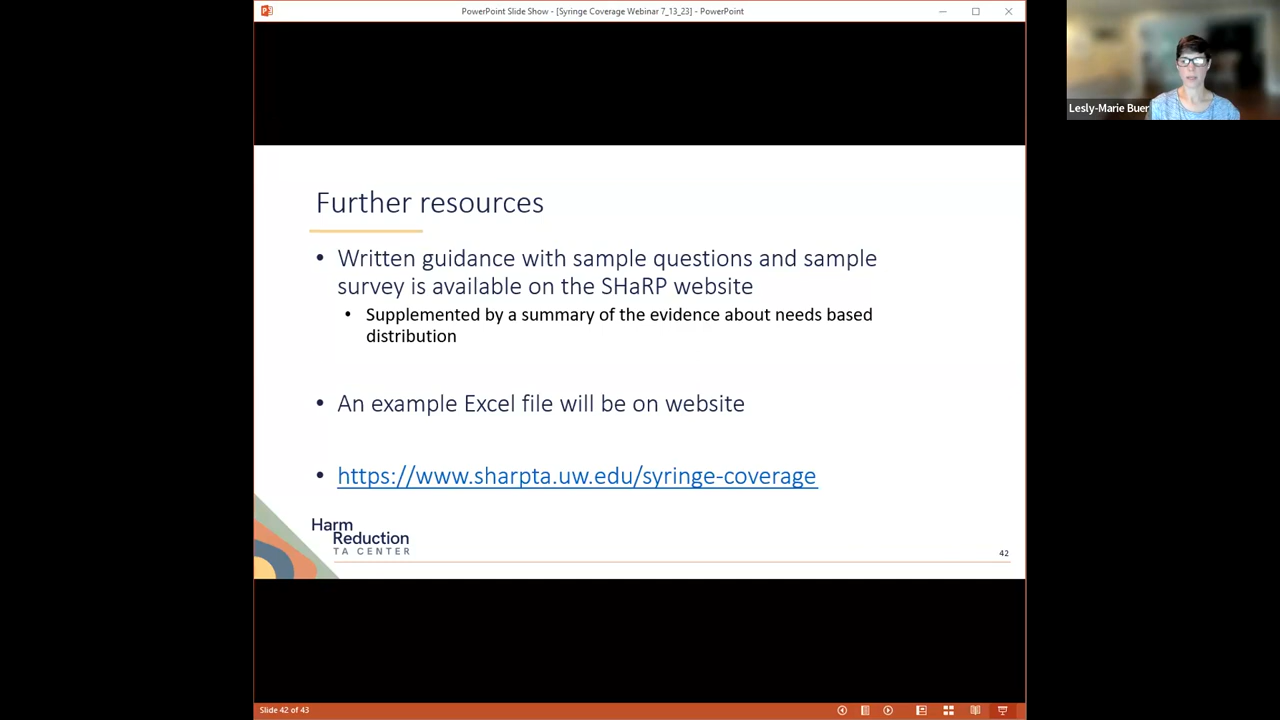 PowerPoint Slide Show - [Syringe Coverage Webinar 7_13_23] - PowerPoint
Lesly-Marie Buer
Further resources
• Written guidance with sample questions and sample
survey is available on the SHaRP website
• Supplemented by a summary of the evidence about needs based
distribution
• An example Excel file will be on website
• https://www.sharpta.uw.edu/syringe-coverage
Harm
Reduction
TA CENTER
42
Slide 42 of 43